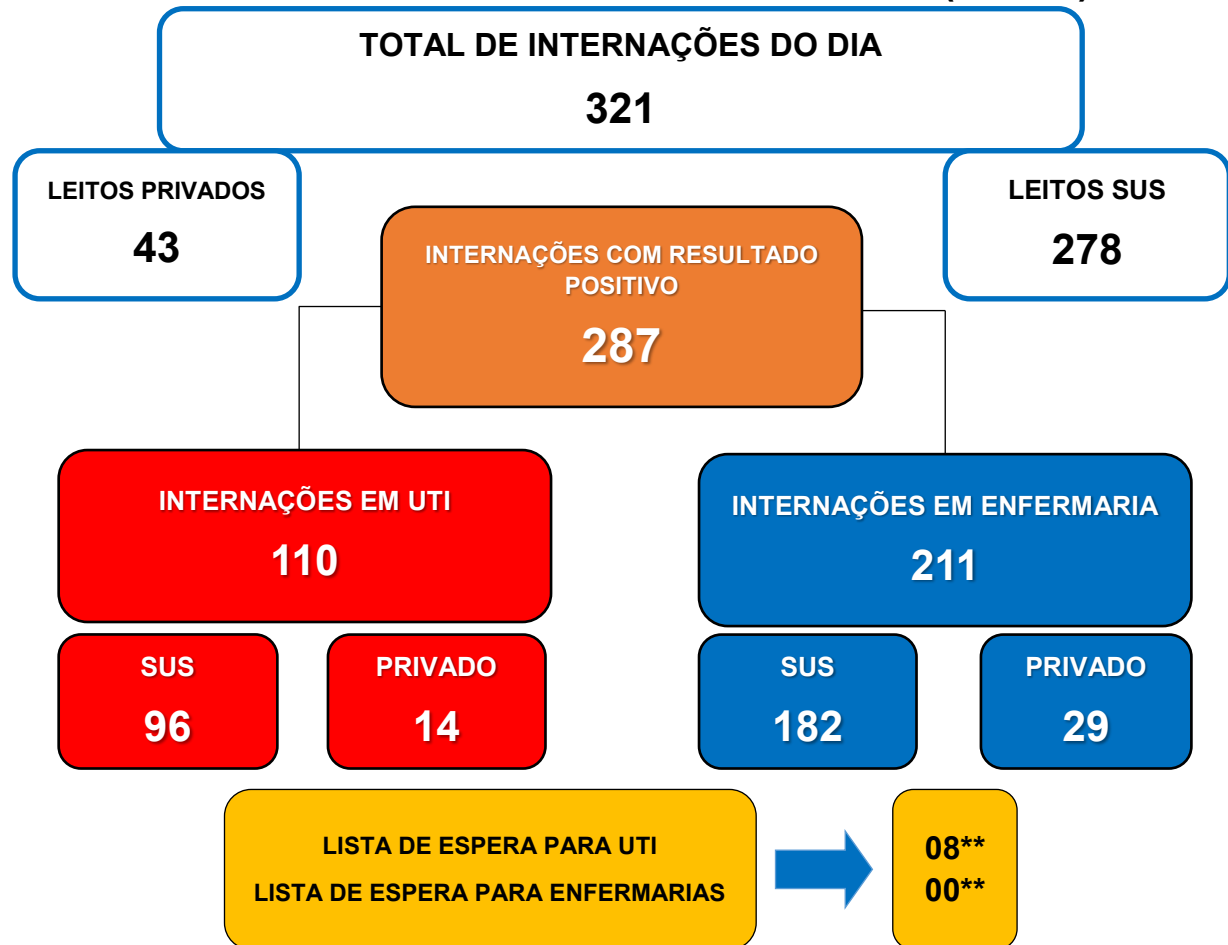 TOTAL DE INTERNAÇÕES DO DIA
321
LEITOS PRIVADOS
43
LEITOS SUS
278
INTERNAÇÕES COM RESULTADO
POSITIVO
287
INTERNAÇÕES EM UTI
110
INTERNAÇÕES EM ENFERMARIA
211
SUS
96
PRIVADO
14
SUS
182
PRIVADO
29
LISTA DE ESPERA PARA UTI
LISTA DE ESPERA PARA ENFERMARIAS
08**
00**